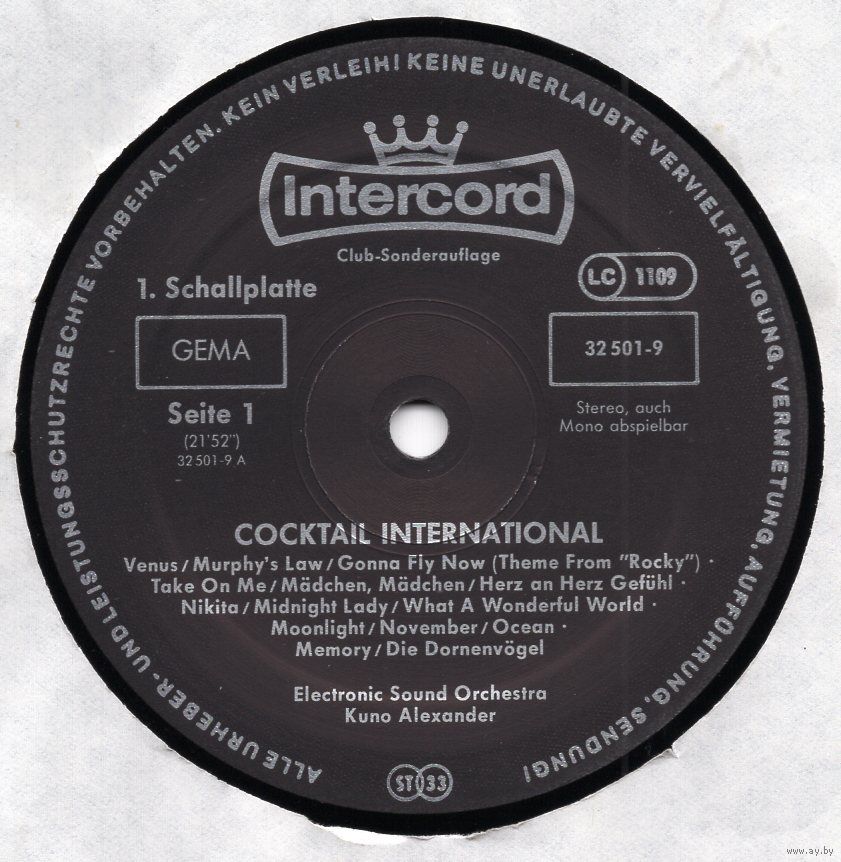 ALLE URHEBER- UND LEISTUNGSSCHUTZRECHTE VORBEHALTEN. KEIN VERLEIH! KEINE UNERLAUBTE VERVIELFÄLTIGUNG, VERMIETUNG, AUFFÜHRUNG, SENDUNG!
Intercord
Club-Sonderauflage
1. Schallplatte
LC 1109
GEMA
32 501-9
Seite 1
(21'52")
32 501-9 A
Stereo, auch
Mono abspielbar
COCKTAIL INTERNATIONAL
Venus / Murphy's Law / Gonna Fly Now (Theme From "Rocky") ·
Take On Me / Mädchen, Mädchen / Herz an Herz Gefühl ·
Nikita / Midnight Lady / What A Wonderful World ·
Moonlight / November / Ocean ·
Memory / Die Dornenvögel
Electronic Sound Orchestra
Kuno Alexander
ST 33
www.ay.by